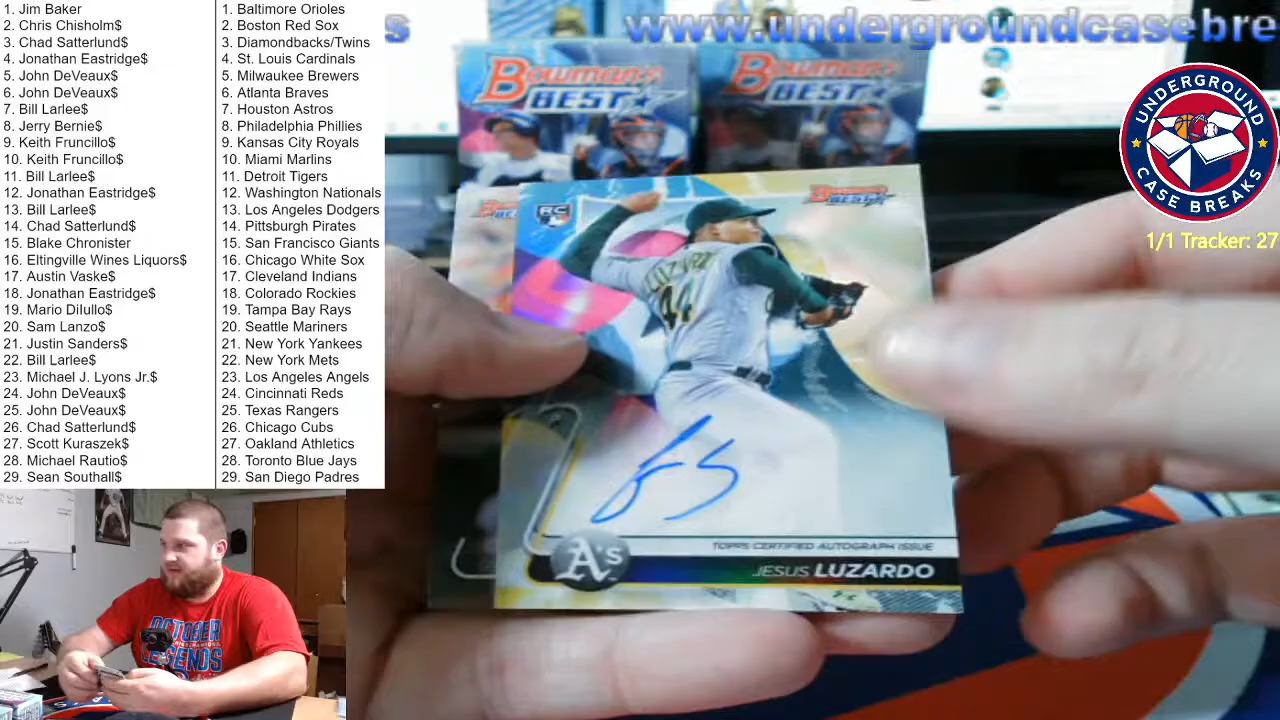 1. Jim Baker
2. Chris Chisholm$
3. Chad Satterlund$
4. Jonathan Eastridge$
5. John DeVeaux$
6. John DeVeaux$
7. Bill Larlee$
8. Jerry Bernie$
9. Keith Fruncillo$
10. Keith Fruncillo$
11. Bill Larlee$
12. Jonathan Eastridge$
13. Bill Larlee$
14. Chad Satterlund$
15. Blake Chronister
16. Eltingville Wines Liquors$
17. Austin Vaske$
18. Jonathan Eastridge$
19. Mario DiIullo$
20. Sam Lanzo$
21. Justin Sanders$
22. Bill Larlee$
23. Michael J. Lyons Jr.$
24. John DeVeaux$
25. John DeVeaux$
26. Chad Satterlund$
27. Scott Kuraszek$
28. Michael Rautio$
29. Sean Southall$
1. Baltimore Orioles
2. Boston Red Sox
3. Diamondbacks/Twins
4. St. Louis Cardinals
5. Milwaukee Brewers
6. Atlanta Braves
7. Houston Astros
8. Philadelphia Phillies
9. Kansas City Royals
10. Miami Marlins
11. Detroit Tigers
12. Washington Nationals
13. Los Angeles Dodgers
14. Pittsburgh Pirates
15. San Francisco Giants
16. Chicago White Sox
17. Cleveland Indians
18. Colorado Rockies
19. Tampa Bay Rays
20. Seattle Mariners
21. New York Yankees
22. New York Mets
23. Los Angeles Angels
24. Cincinnati Reds
25. Texas Rangers
26. Chicago Cubs
27. Oakland Athletics
28. Toronto Blue Jays
29. San Diego Padres
s
www.undergroundcasebre
BOWMAN'S
BEST
BOWMAN'S
BEST
UNDERGROUND
CASE BREAKS
1/1 Tracker: 27
RC
BOWMAN'S
BEST
LUZARDO
44
A's
TOPPS CERTIFIED AUTOGRAPH ISSUE
JESUS LUZARDO
OCTOBER
LEGENDS